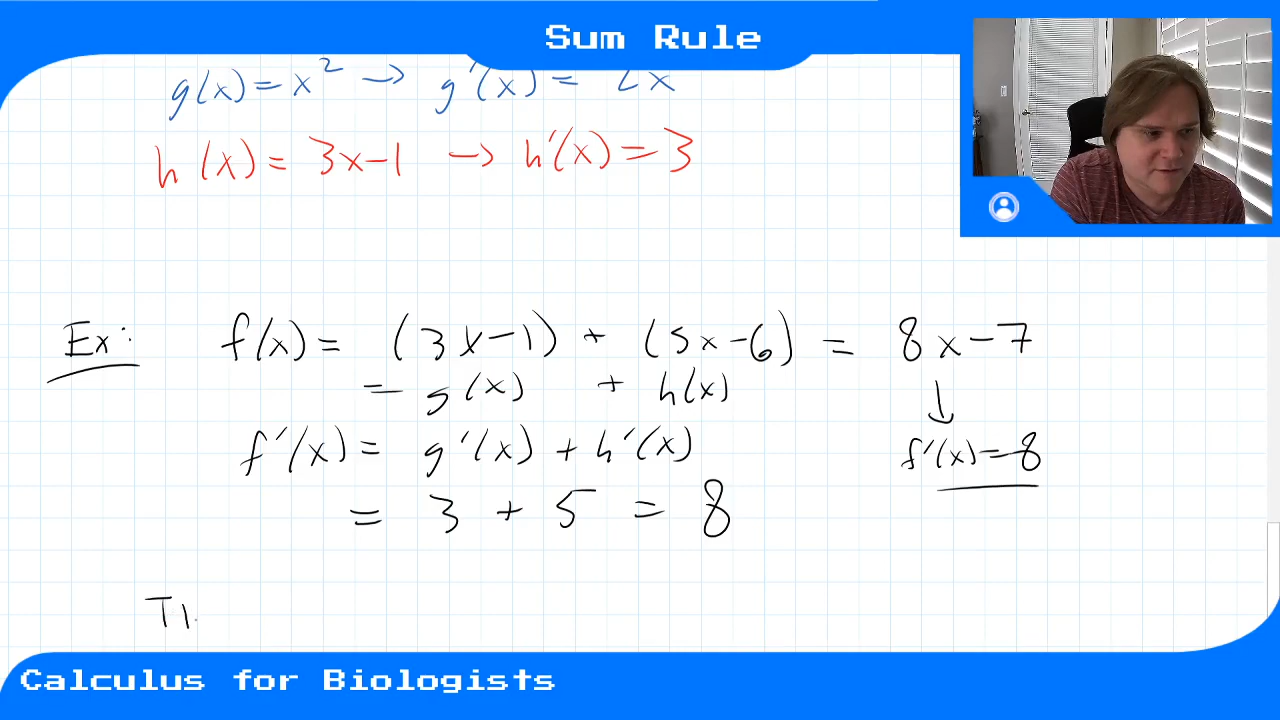 Sum Rule
g(x) = x² → g'(x) = 2x
h(x) = 3x-1 → h'(x) = 3
Ex: f(x) = (3x-1) + (5x-6) = 8x-7
= g(x) + h(x)
↓
f'(x) = g'(x) + h'(x) f'(x)=8
= 3 + 5 = 8
Calculus for Biologists